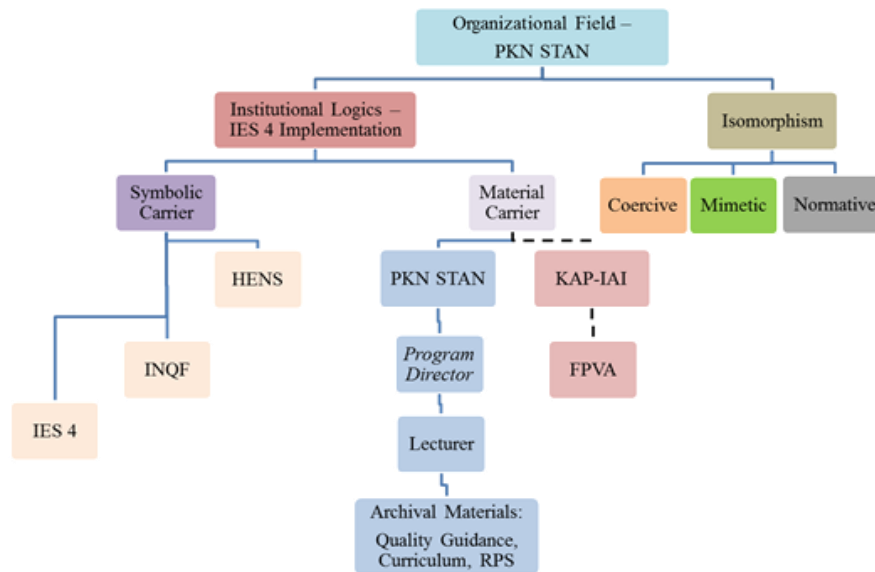 Organizational Field –
PKN STAN
Institutional Logics –
IES 4 Implementation
Isomorphism
Symbolic
Carrier
Material
Carrier
Coercive
Mimetic
Normative
HENS
PKN STAN
KAP-IAI
INQF
Program
Director
FPVA
IES 4
Lecturer
Archival Materials:
Quality Guidance,
Curriculum, RPS